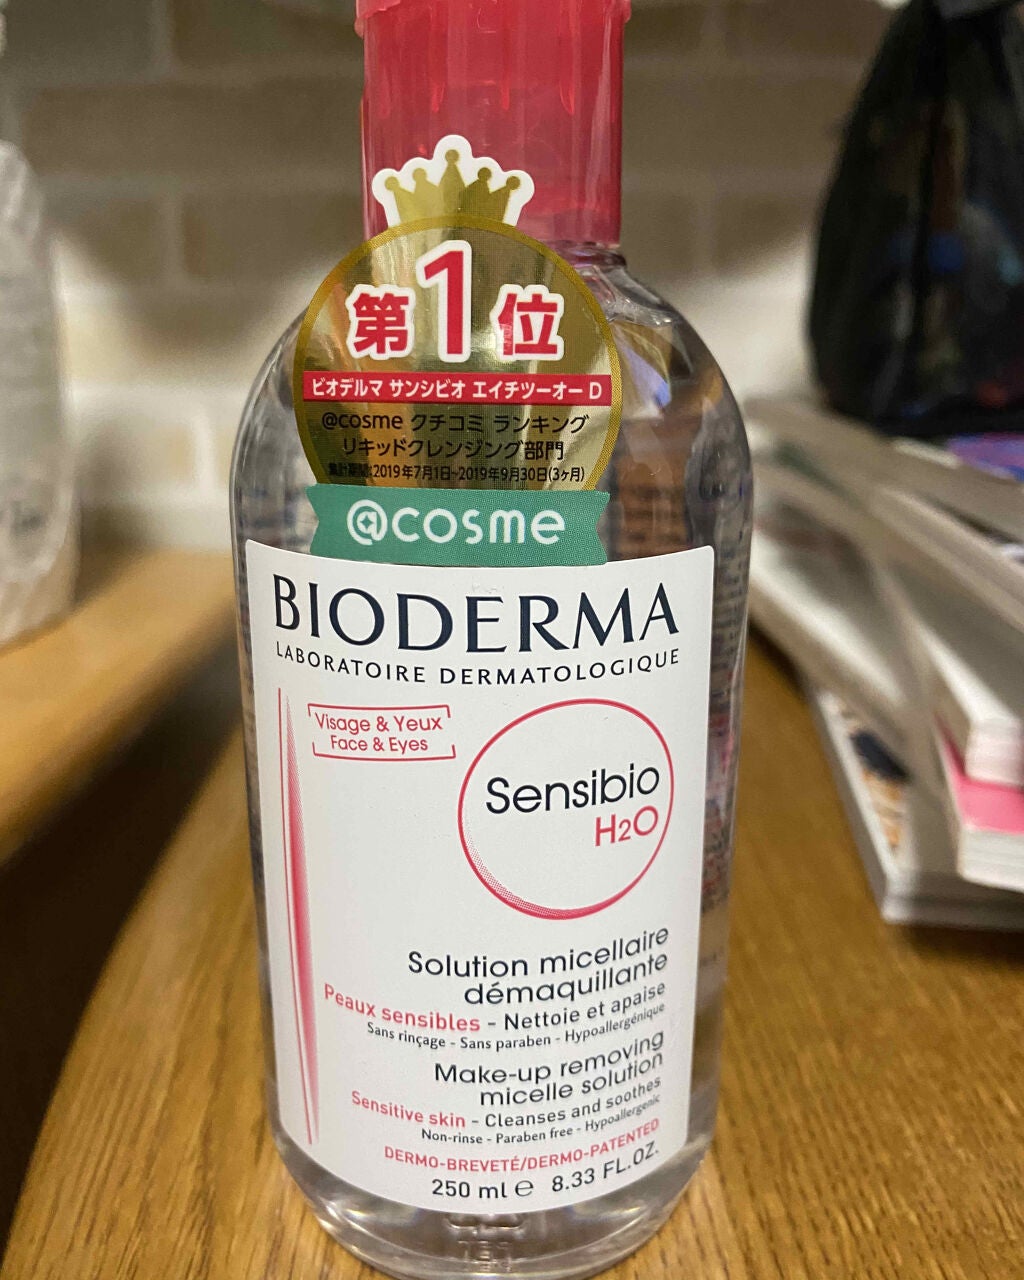 第1位
ビオデルマ サンシビオ エイチツーオー D
@cosme クチコミ ランキング
リキッドクレンジング部門
集計期間:2019年7月1日~2019年9月30日(3ヶ月)
@cosme
BIODERMA
LABORATOIRE DERMATOLOGIQUE
Visage & Yeux
Face & Eyes
Sensibio
H2O
Solution micellaire
démaquillante
Peaux sensibles - Nettoie et apaise
Sans rinçage - Sans paraben - Hypoallergénique
Make-up removing
micelle solution
Sensitive skin - Cleanses and soothes
Non-rinse - Paraben free - Hypoallergenic
DERMO-BREVETÉ/DERMO-PATENTED
250 ml e 8.33 FL.OZ.